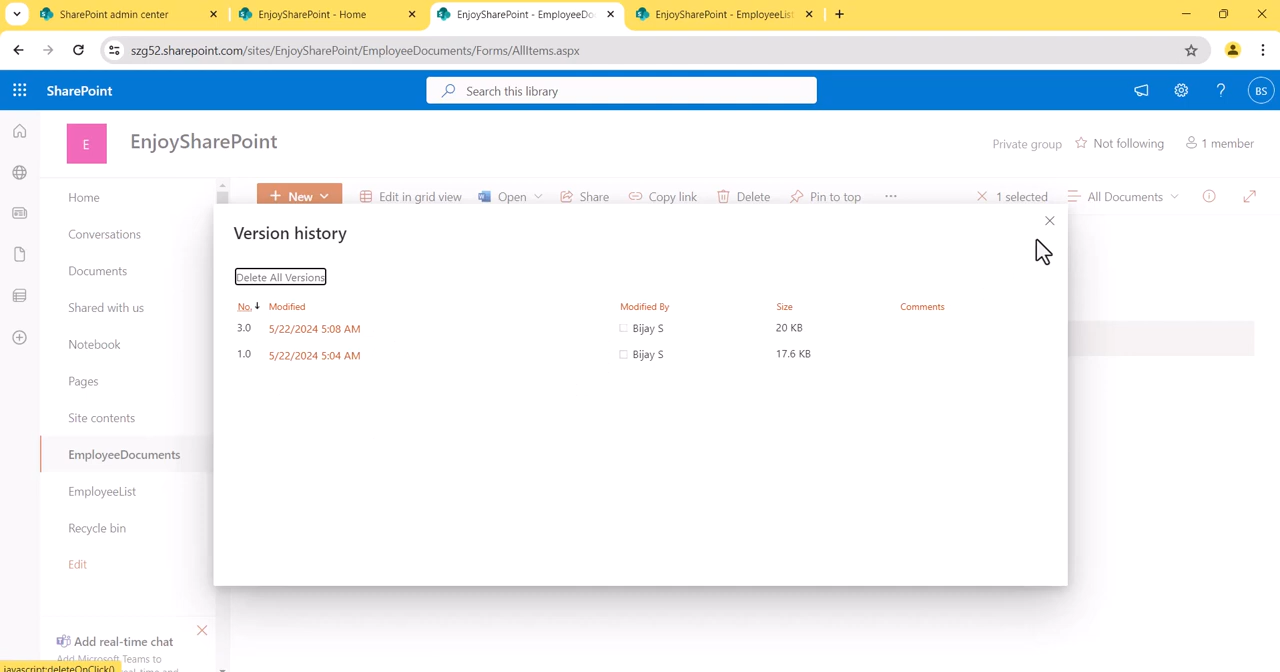 SharePoint admin center
EnjoySharePoint - Home
EnjoySharePoint - EmployeeDo
EnjoySharePoint - EmployeeList
szg52.sharepoint.com/sites/EnjoySharePoint/EmployeeDocuments/Forms/AllItems.aspx
SharePoint
Search this library
BS
E
EnjoySharePoint
Private group
Not following
1 member
Home
Conversations
Documents
Shared with us
Notebook
Pages
Site contents
EmployeeDocuments
EmployeeList
Recycle bin
Edit
New
Edit in grid view
Open
Share
Copy link
Delete
Pin to top
1 selected
All Documents
Version history
Delete All Versions
No. Modified Modified By Size Comments
3.0 5/22/2024 5:08 AM Bijay S 20 KB
1.0 5/22/2024 5:04 AM Bijay S 17.6 KB
Add real-time chat
Add Microsoft Teams to
javascript:deleteOnClick()